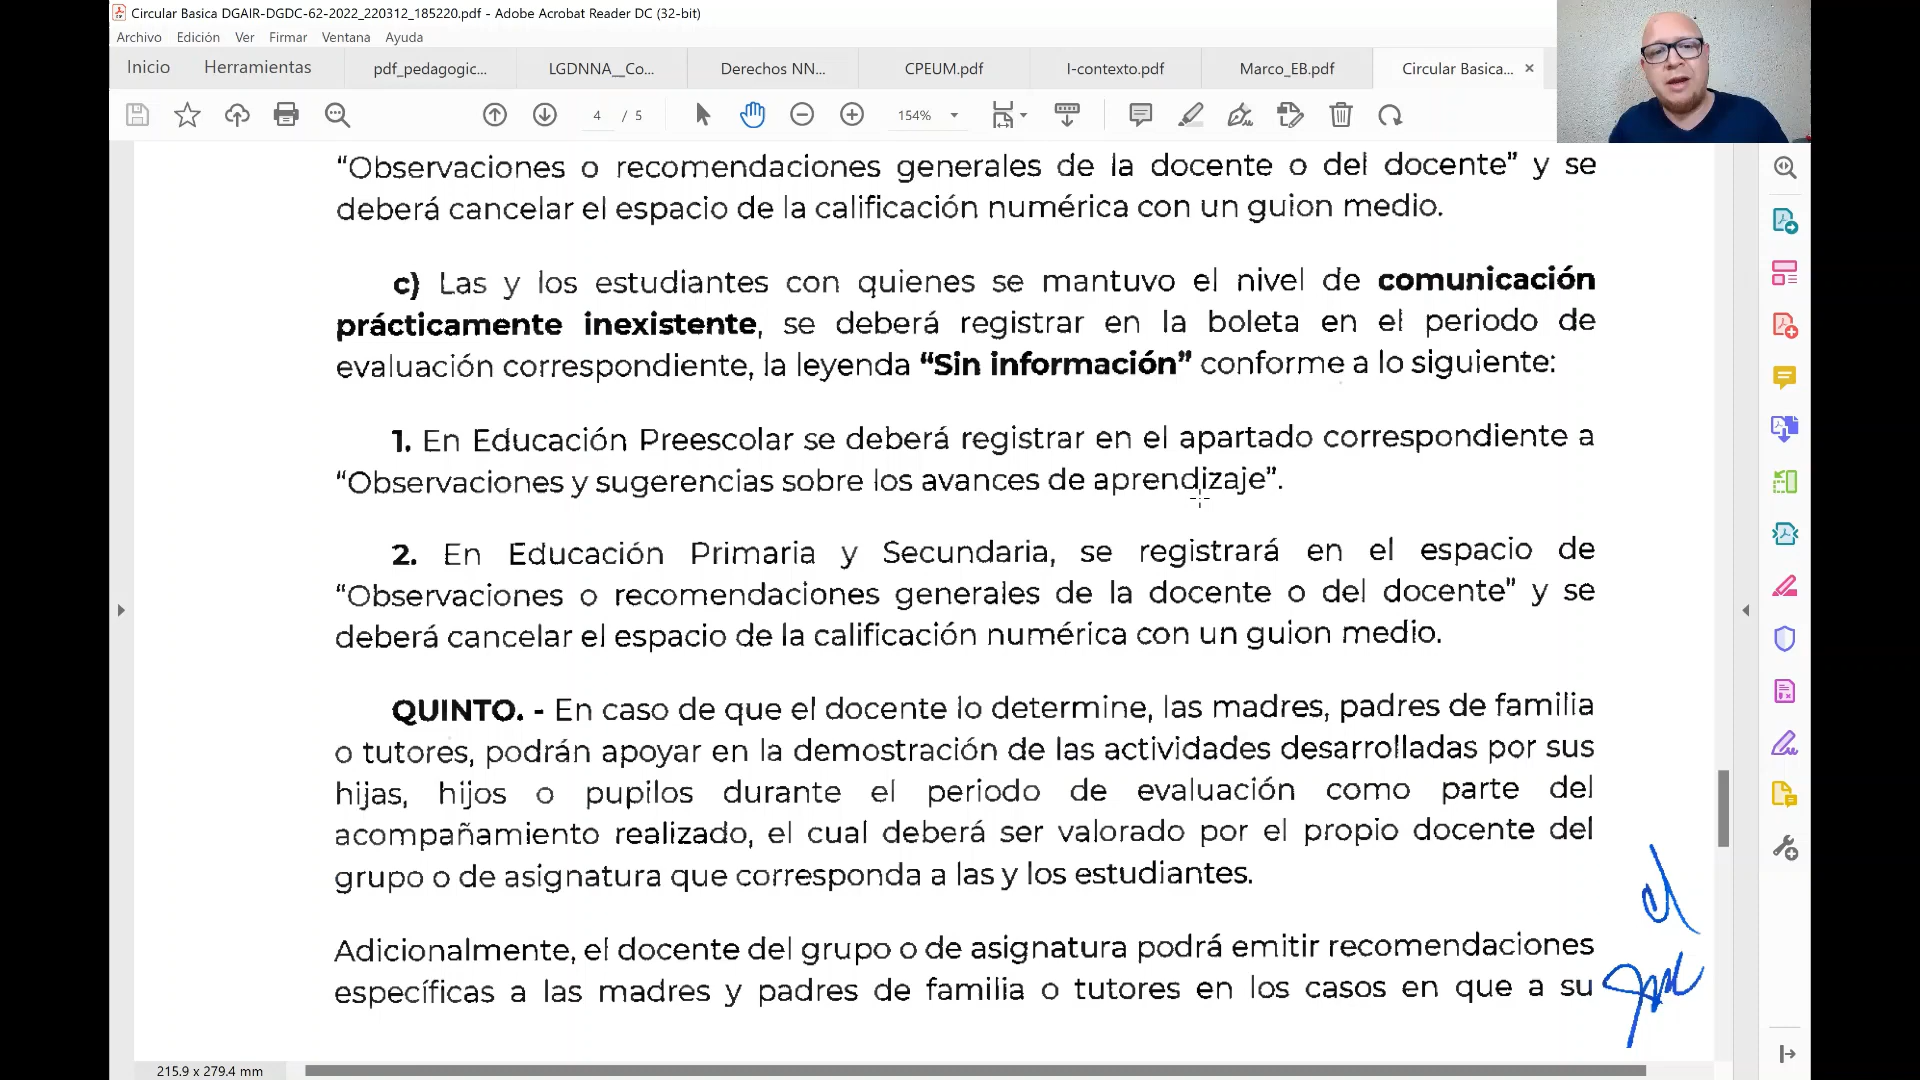 Circular Basica DGAIR-DGDC-62-2022_220312_185220.pdf - Adobe Acrobat Reader DC (32-bit)
Archivo Edición Ver Firmar Ventana Ayuda
Inicio Herramientas pdf_pedagogic... LGDNNA__Co... Derechos NN... CPEUM.pdf I-contexto.pdf Marco_EB.pdf Circular Basica... ×
4 / 5 154%
“Observaciones o recomendaciones generales de la docente o del docente” y se
deberá cancelar el espacio de la calificación numérica con un guion medio.
c) Las y los estudiantes con quienes se mantuvo el nivel de comunicación
prácticamente inexistente, se deberá registrar en la boleta en el periodo de
evaluación correspondiente, la leyenda “Sin información” conforme a lo siguiente:
1. En Educación Preescolar se deberá registrar en el apartado correspondiente a
“Observaciones y sugerencias sobre los avances de aprendizaje”.
2. En Educación Primaria y Secundaria, se registrará en el espacio de
“Observaciones o recomendaciones generales de la docente o del docente” y se
deberá cancelar el espacio de la calificación numérica con un guion medio.
QUINTO. - En caso de que el docente lo determine, las madres, padres de familia
o tutores, podrán apoyar en la demostración de las actividades desarrolladas por sus
hijas, hijos o pupilos durante el periodo de evaluación como parte del
acompañamiento realizado, el cual deberá ser valorado por el propio docente del
grupo o de asignatura que corresponda a las y los estudiantes.
Adicionalmente, el docente del grupo o de asignatura podrá emitir recomendaciones
específicas a las madres y padres de familia o tutores en los casos en que a su
215.9 x 279.4 mm